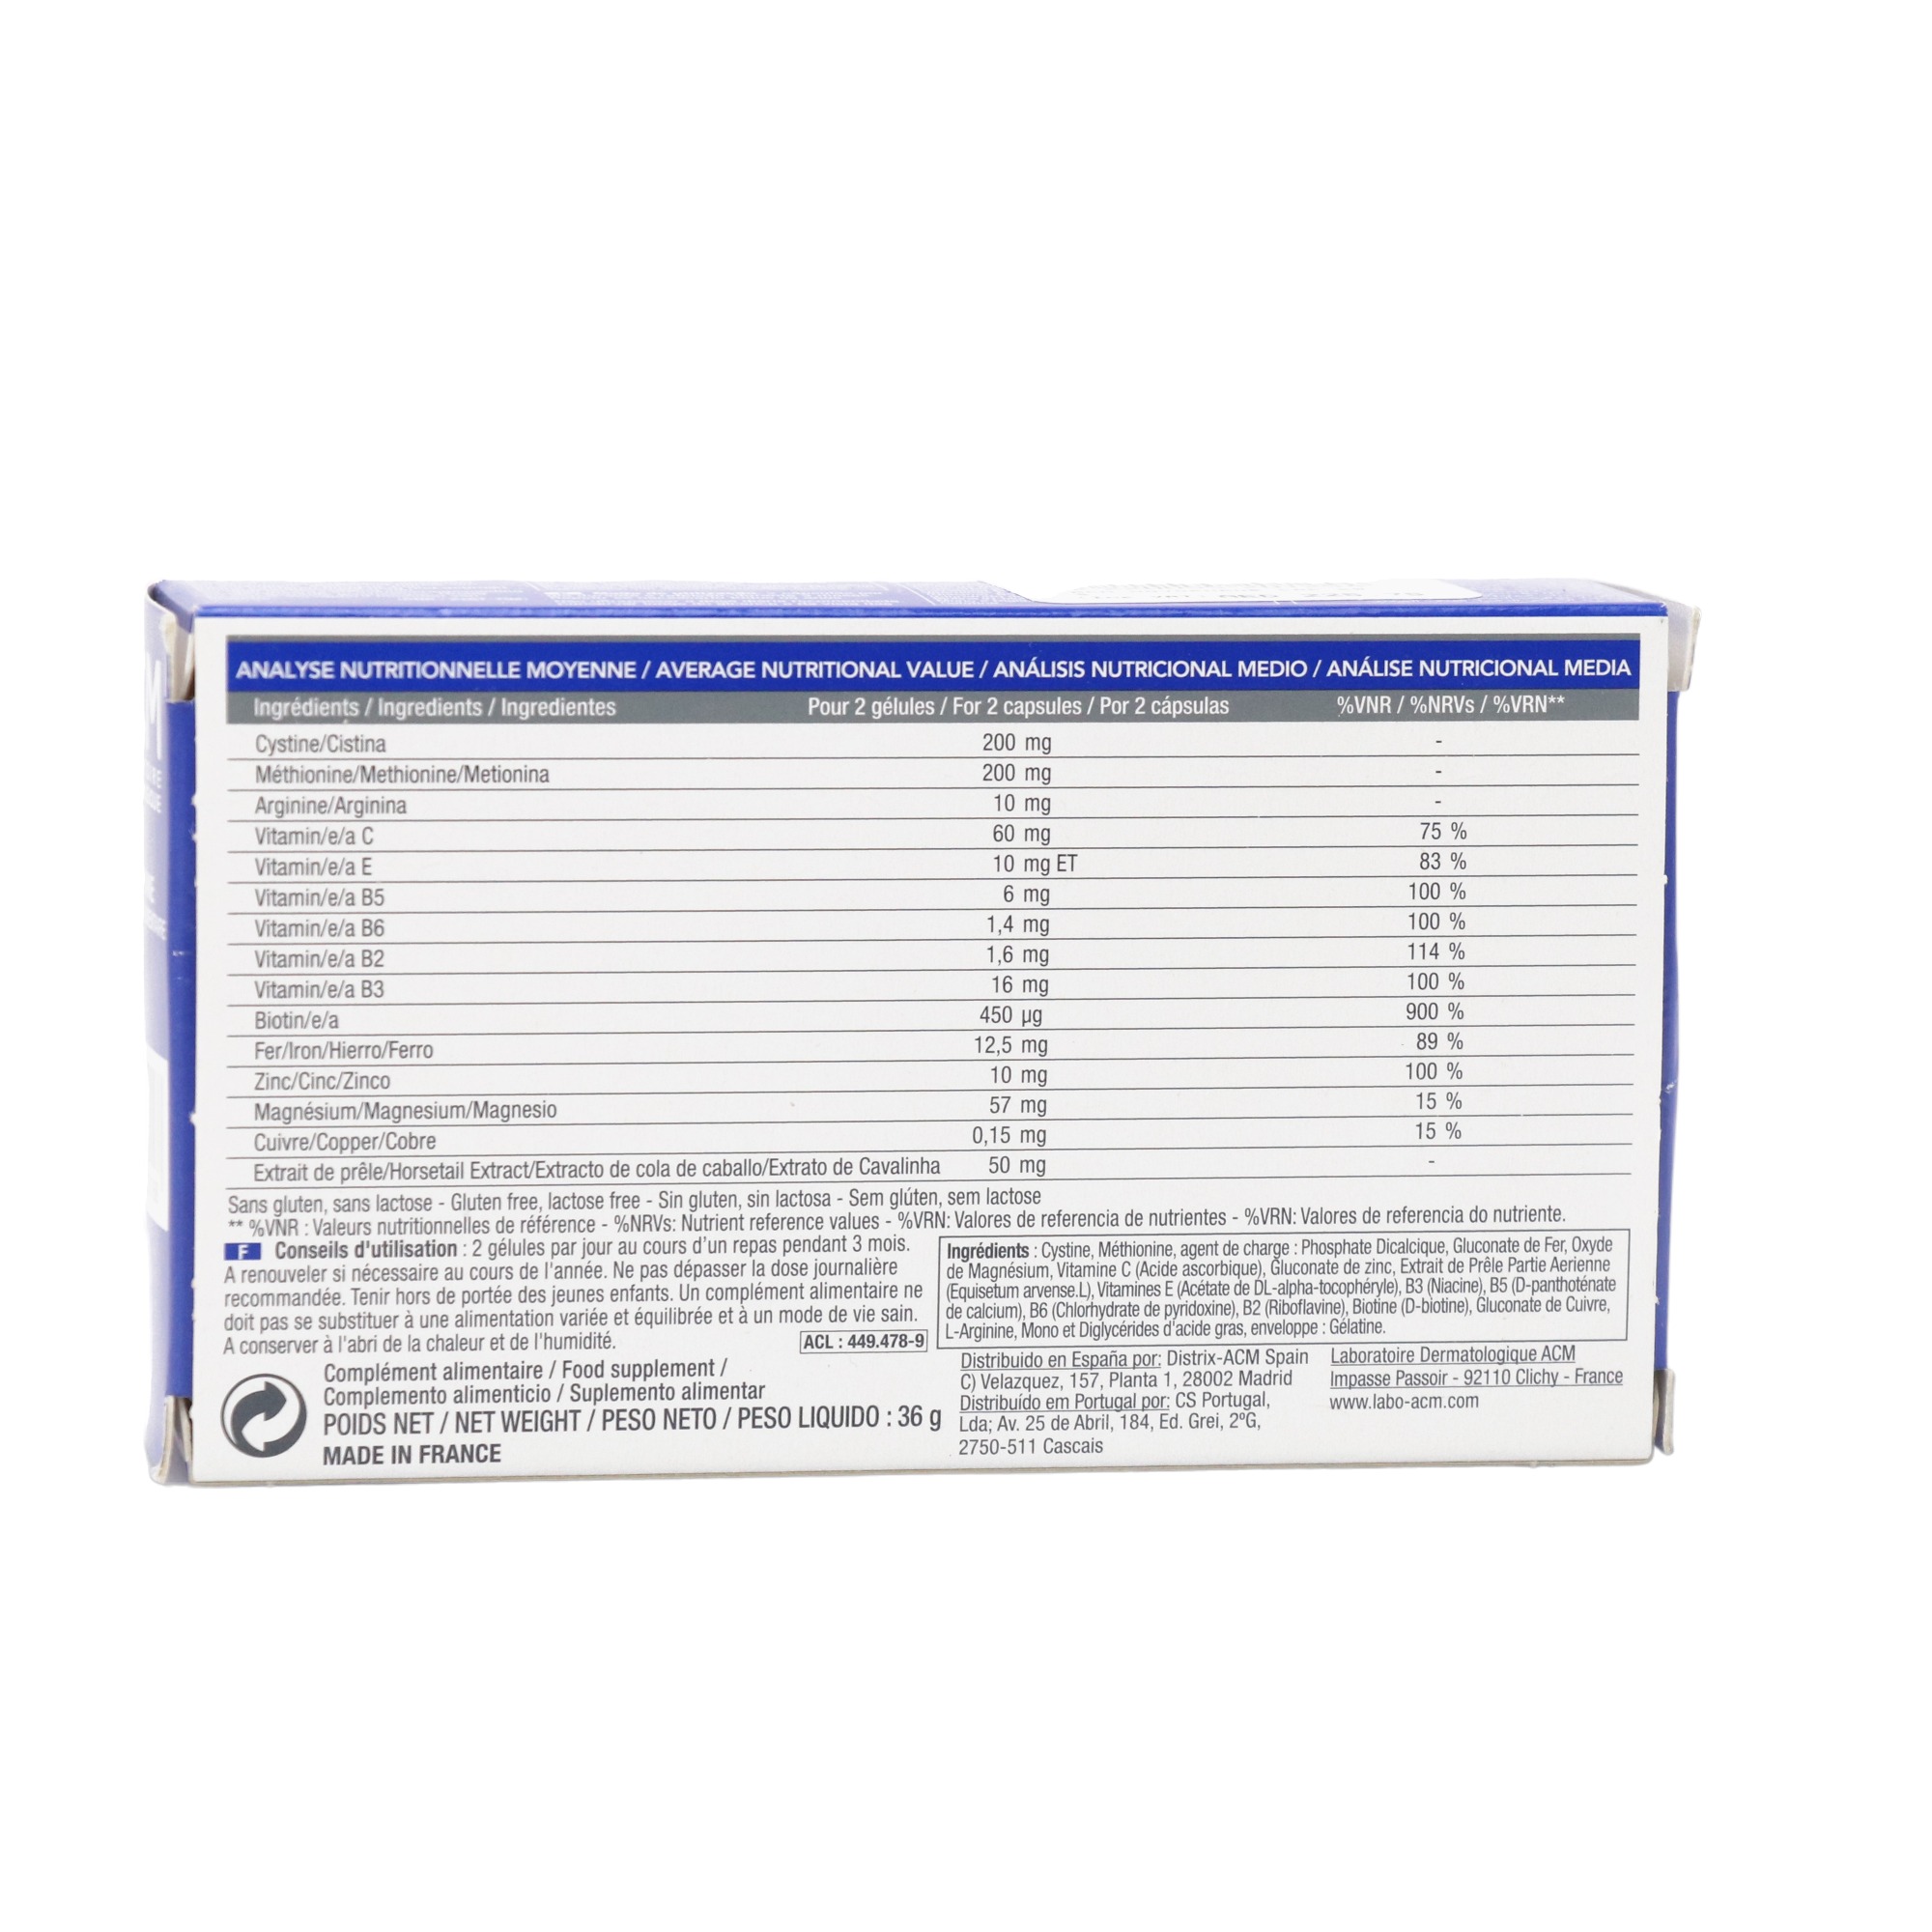 ANALYSE NUTRITIONNELLE MOYENNE / AVERAGE NUTRITIONAL VALUE / ANÁLISIS NUTRICIONAL MEDIO / ANÁLISE NUTRICIONAL MEDIA
Ingrédients / Ingredients / Ingredientes Pour 2 gélules / For 2 capsules / Por 2 cápsulas %VNR / %NRVs / %VRN**
Cystine/Cistina 200 mg -
Méthionine/Methionine/Metionina 200 mg -
Arginine/Arginina 10 mg -
Vitamin/e/a C 60 mg 75 %
Vitamin/e/a E 10 mg ET 83 %
Vitamin/e/a B5 6 mg 100 %
Vitamin/e/a B6 1,4 mg 100 %
Vitamin/e/a B2 1,6 mg 114 %
Vitamin/e/a B3 16 mg 100 %
Biotin/e/a 450 µg 900 %
Fer/Iron/Hierro/Ferro 12,5 mg 89 %
Zinc/Cinc/Zinco 10 mg 100 %
Magnésium/Magnesium/Magnesio 57 mg 15 %
Cuivre/Copper/Cobre 0,15 mg 15 %
Extrait de prêle/Horsetail Extract/Extracto de cola de caballo/Extrato de Cavalinha 50 mg -
Sans gluten, sans lactose - Gluten free, lactose free - Sin gluten, sin lactosa - Sem glúten, sem lactose
** %VNR : Valeurs nutritionnelles de référence - %NRVs: Nutrient reference values - %VRN: Valores de referencia de nutrientes - %VRN: Valores de referencia do nutriente.
F Conseils d'utilisation : 2 gélules par jour au cours d'un repas pendant 3 mois.
A renouveler si nécessaire au cours de l'année. Ne pas dépasser la dose journalière
recommandée. Tenir hors de portée des jeunes enfants. Un complément alimentaire ne
doit pas se substituer à une alimentation variée et équilibrée et à un mode de vie sain.
A conserver à l'abri de la chaleur et de l'humidité.
ACL : 449.478-9
Ingrédients : Cystine, Méthionine, agent de charge : Phosphate Dicalcique, Gluconate de Fer, Oxyde
de Magnésium, Vitamine C (Acide ascorbique), Gluconate de zinc, Extrait de Prêle Partie Aerienne
(Equisetum arvense.L), Vitamines E (Acétate de DL-alpha-tocophéryle), B3 (Niacine), B5 (D-panthoténate
de calcium), B6 (Chlorhydrate de pyridoxine), B2 (Riboflavine), Biotine (D-biotine), Gluconate de Cuivre,
L-Arginine, Mono et Diglycérides d'acide gras, enveloppe : Gélatine.
Complément alimentaire / Food supplement /
Complemento alimenticio / Suplemento alimentar
POIDS NET / NET WEIGHT / PESO NETO / PESO LIQUIDO : 36 g
MADE IN FRANCE
Distribuido en España por: Distrix-ACM Spain
C) Velazquez, 157, Planta 1, 28002 Madrid
Distribuído em Portugal por: CS Portugal,
Lda; Av. 25 de Abril, 184, Ed. Grei, 2ºG,
2750-511 Cascais
Laboratoire Dermatologique ACM
Impasse Passoir - 92110 Clichy - France
www.labo-acm.com